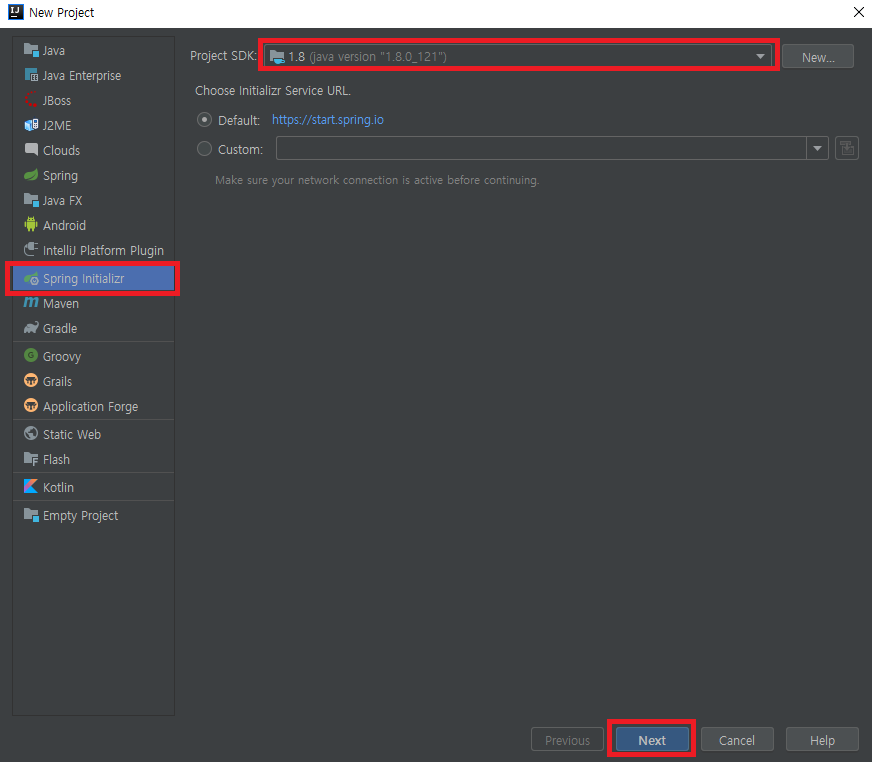 New Project
Java
Java Enterprise
JBoss
J2ME
Clouds
Spring
Java FX
Android
IntelliJ Platform Plugin
Spring Initializr
Maven
Gradle
Groovy
Grails
Application Forge
Static Web
Flash
Kotlin
Empty Project
Project SDK: 1.8 (java version "1.8.0_121") New...
Choose Initializr Service URL.
Default: https://start.spring.io
Custom:
Make sure your network connection is active before continuing.
Previous Next Cancel Help